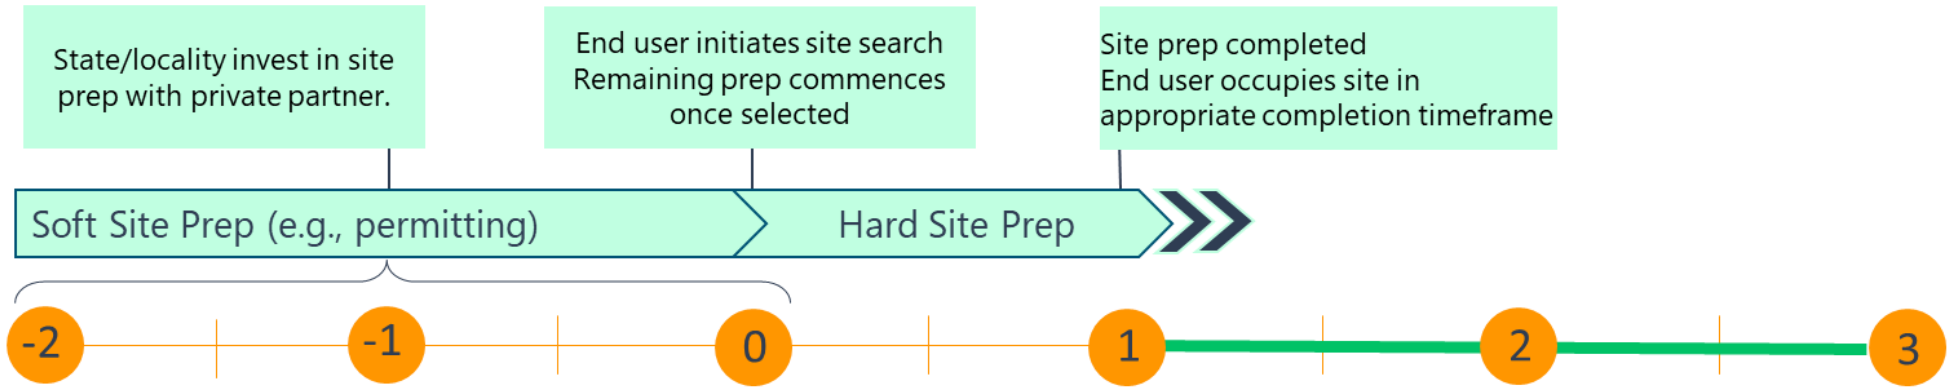 State/locality invest in site
prep with private partner.
End user initiates site search
Remaining prep commences
once selected
Site prep completed
End user occupies site in
appropriate completion timeframe
Soft Site Prep (e.g., permitting)
Hard Site Prep
-2
-1
0
1
2
3